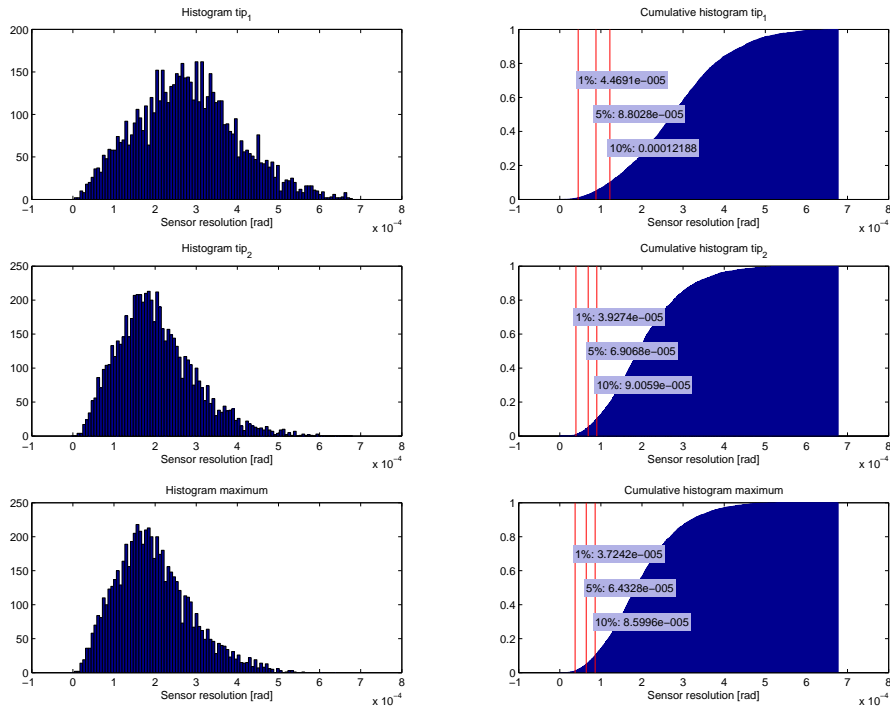 Histogram tip1
200
150
100
50
0
−1 0 1 2 3 4 5 6 7 8
Sensor resolution [rad]
x 10−4
Cumulative histogram tip1
1
0.8
0.6
0.4
0.2
0
1%: 4.4691e−005
5%: 8.8028e−005
10%: 0.00012188
−1 0 1 2 3 4 5 6 7 8
Sensor resolution [rad]
x 10−4
Histogram tip2
250
200
150
100
50
0
−1 0 1 2 3 4 5 6 7 8
Sensor resolution [rad]
x 10−4
Cumulative histogram tip2
1
0.8
0.6
0.4
0.2
0
1%: 3.9274e−005
5%: 6.9068e−005
10%: 9.0059e−005
−1 0 1 2 3 4 5 6 7 8
Sensor resolution [rad]
x 10−4
Histogram maximum
250
200
150
100
50
0
−1 0 1 2 3 4 5 6 7 8
Sensor resolution [rad]
x 10−4
Cumulative histogram maximum
1
0.8
0.6
0.4
0.2
0
1%: 3.7242e−005
5%: 6.4328e−005
10%: 8.5996e−005
−1 0 1 2 3 4 5 6 7 8
Sensor resolution [rad]
x 10−4